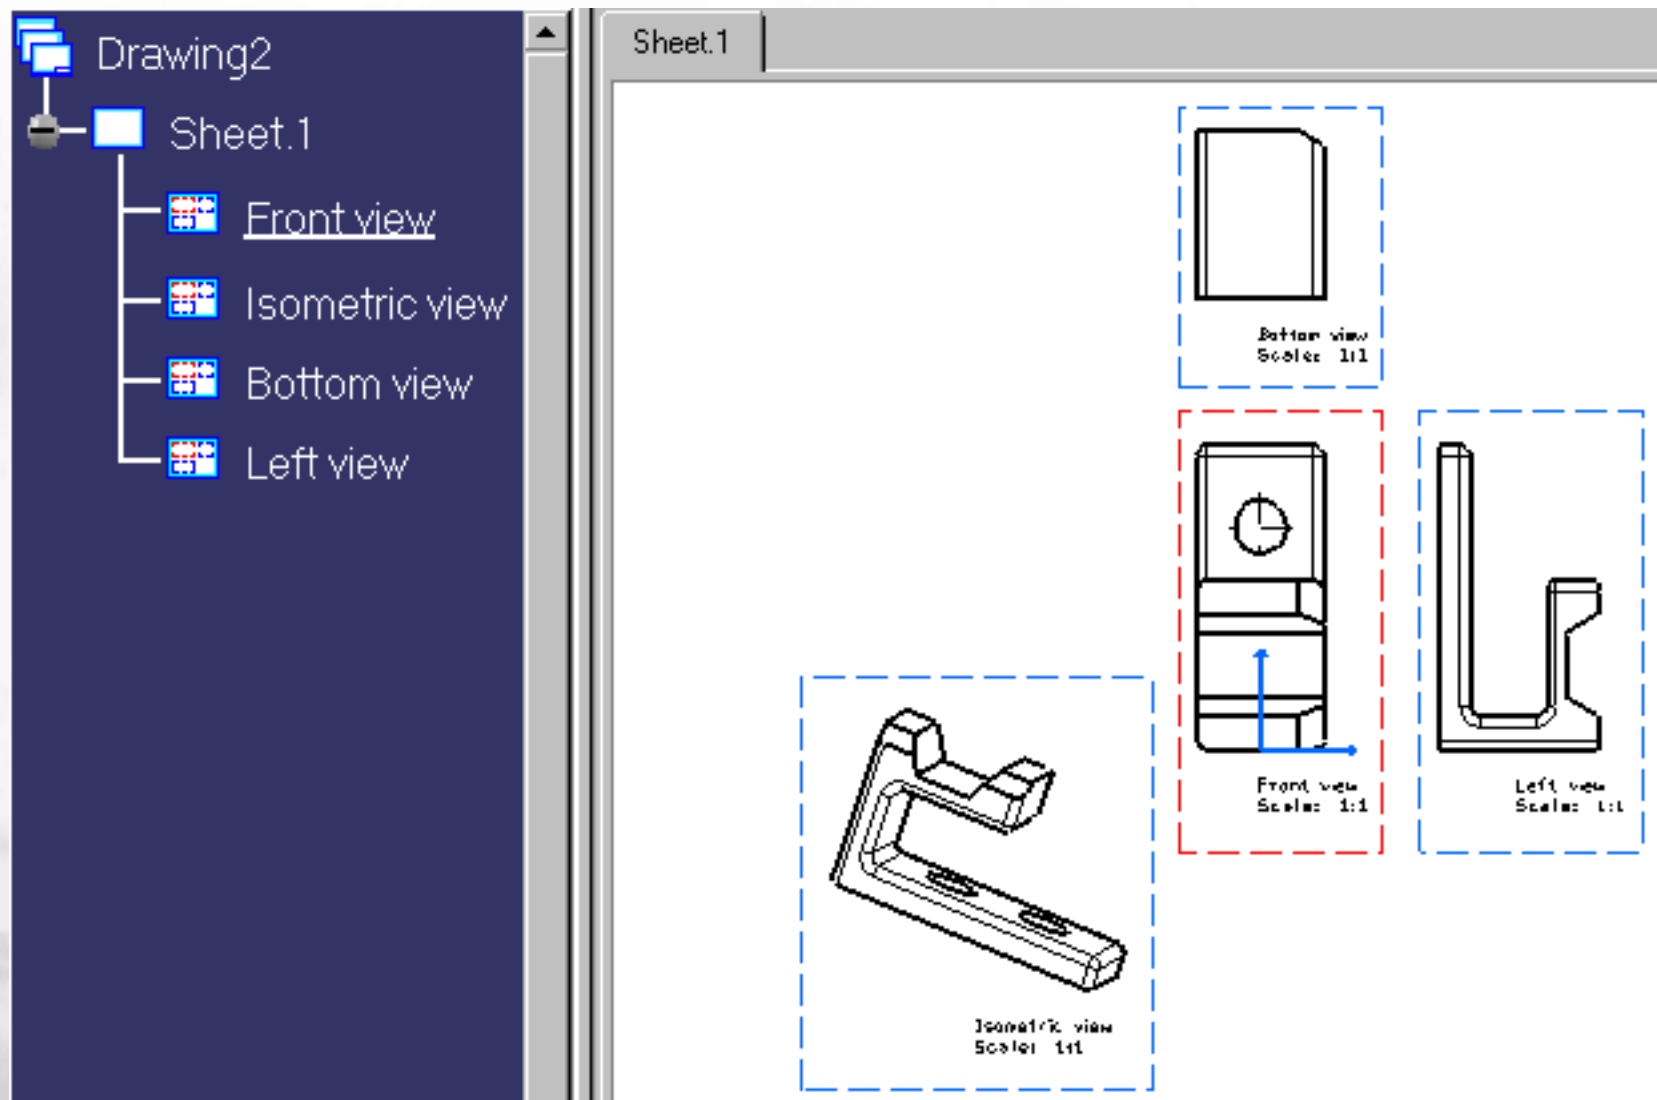 Drawing2
Sheet.1
Front view
Isometric view
Bottom view
Left view
Sheet.1
Bottom view
Scale: 1:1
Front view
Scale: 1:1
Left view
Scale: 1:1
Isometric view
Scale: 1:1